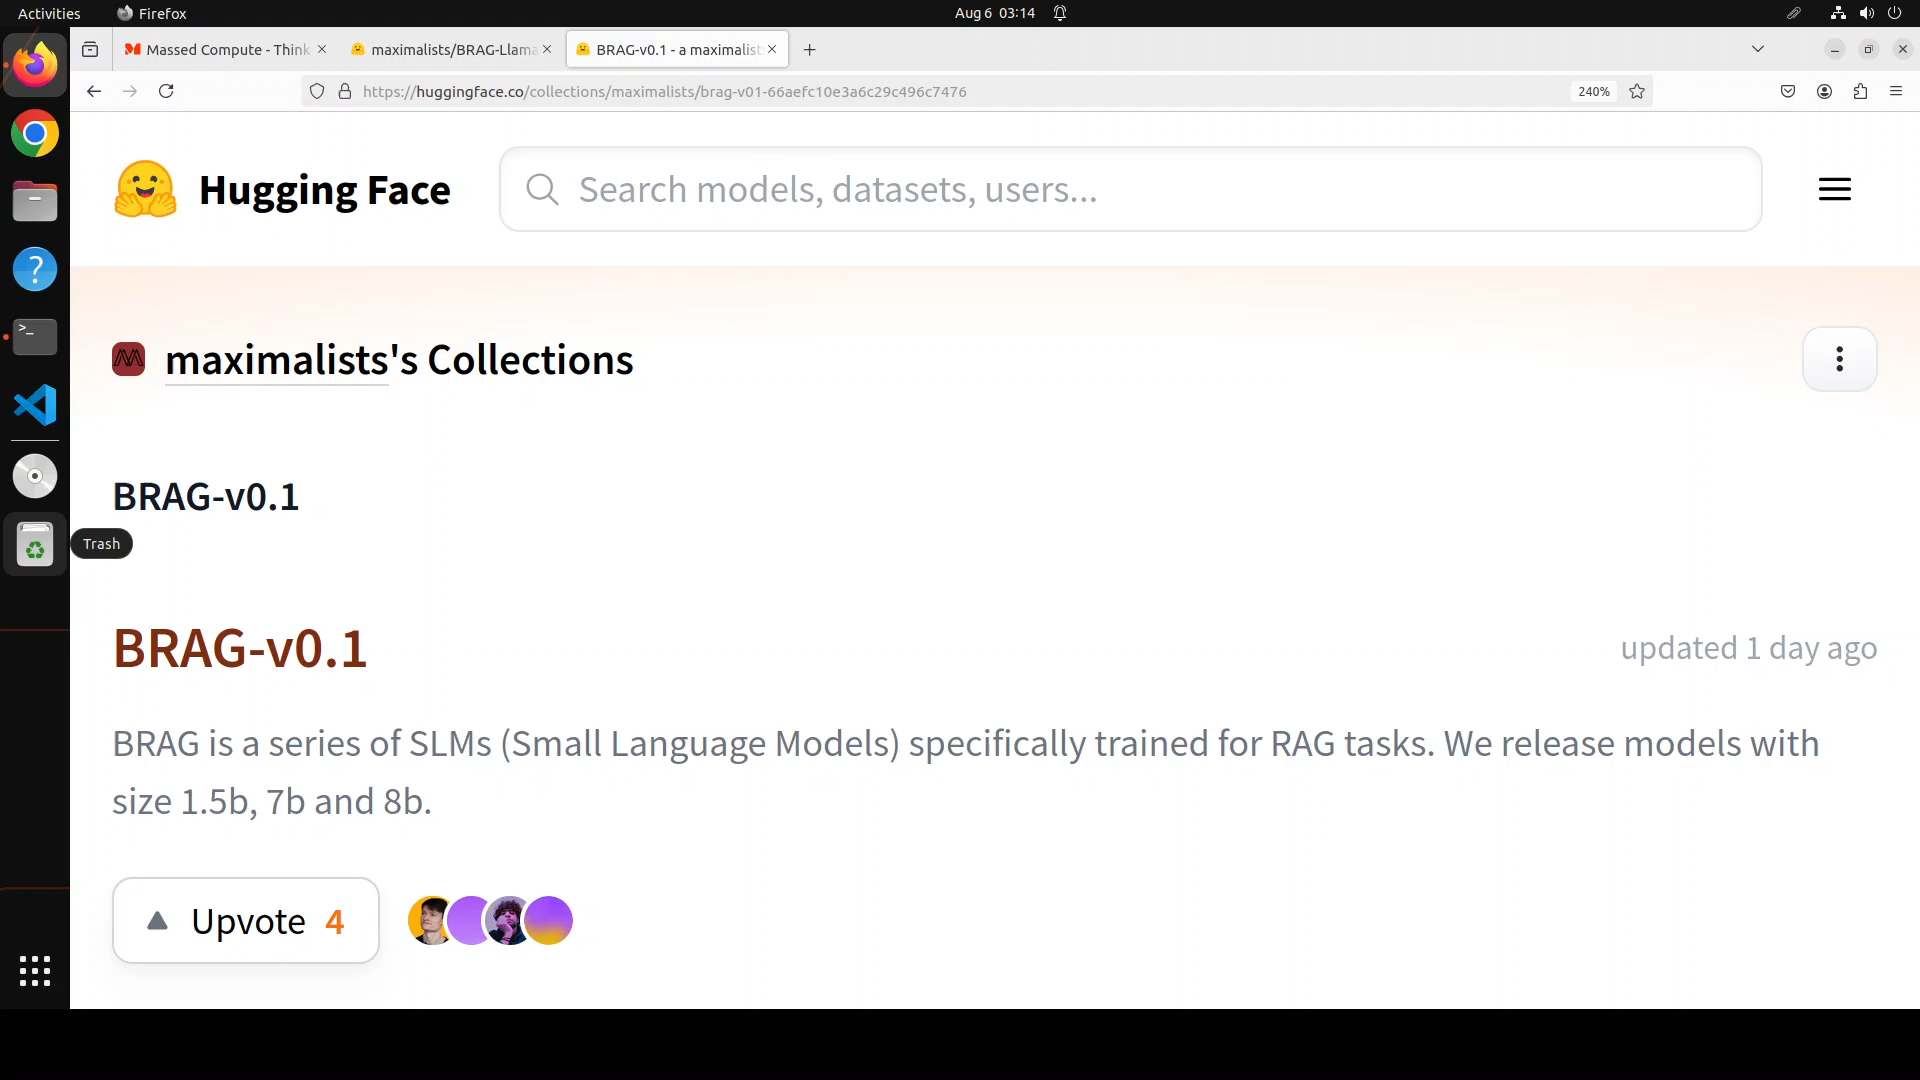 Activities
Firefox
Aug 6 03:14
Massed Compute - Think
maximalists/BRAG-Llama
BRAG-v0.1 - a maximalist
https://huggingface.co/collections/maximalists/brag-v01-66aefc10e3a6c29c496c7476
240%
Hugging Face
Search models, datasets, users...
maximalists's Collections
BRAG-v0.1
Trash
BRAG-v0.1
updated 1 day ago
BRAG is a series of SLMs (Small Language Models) specifically trained for RAG tasks. We release models with
size 1.5b, 7b and 8b.
Upvote 4